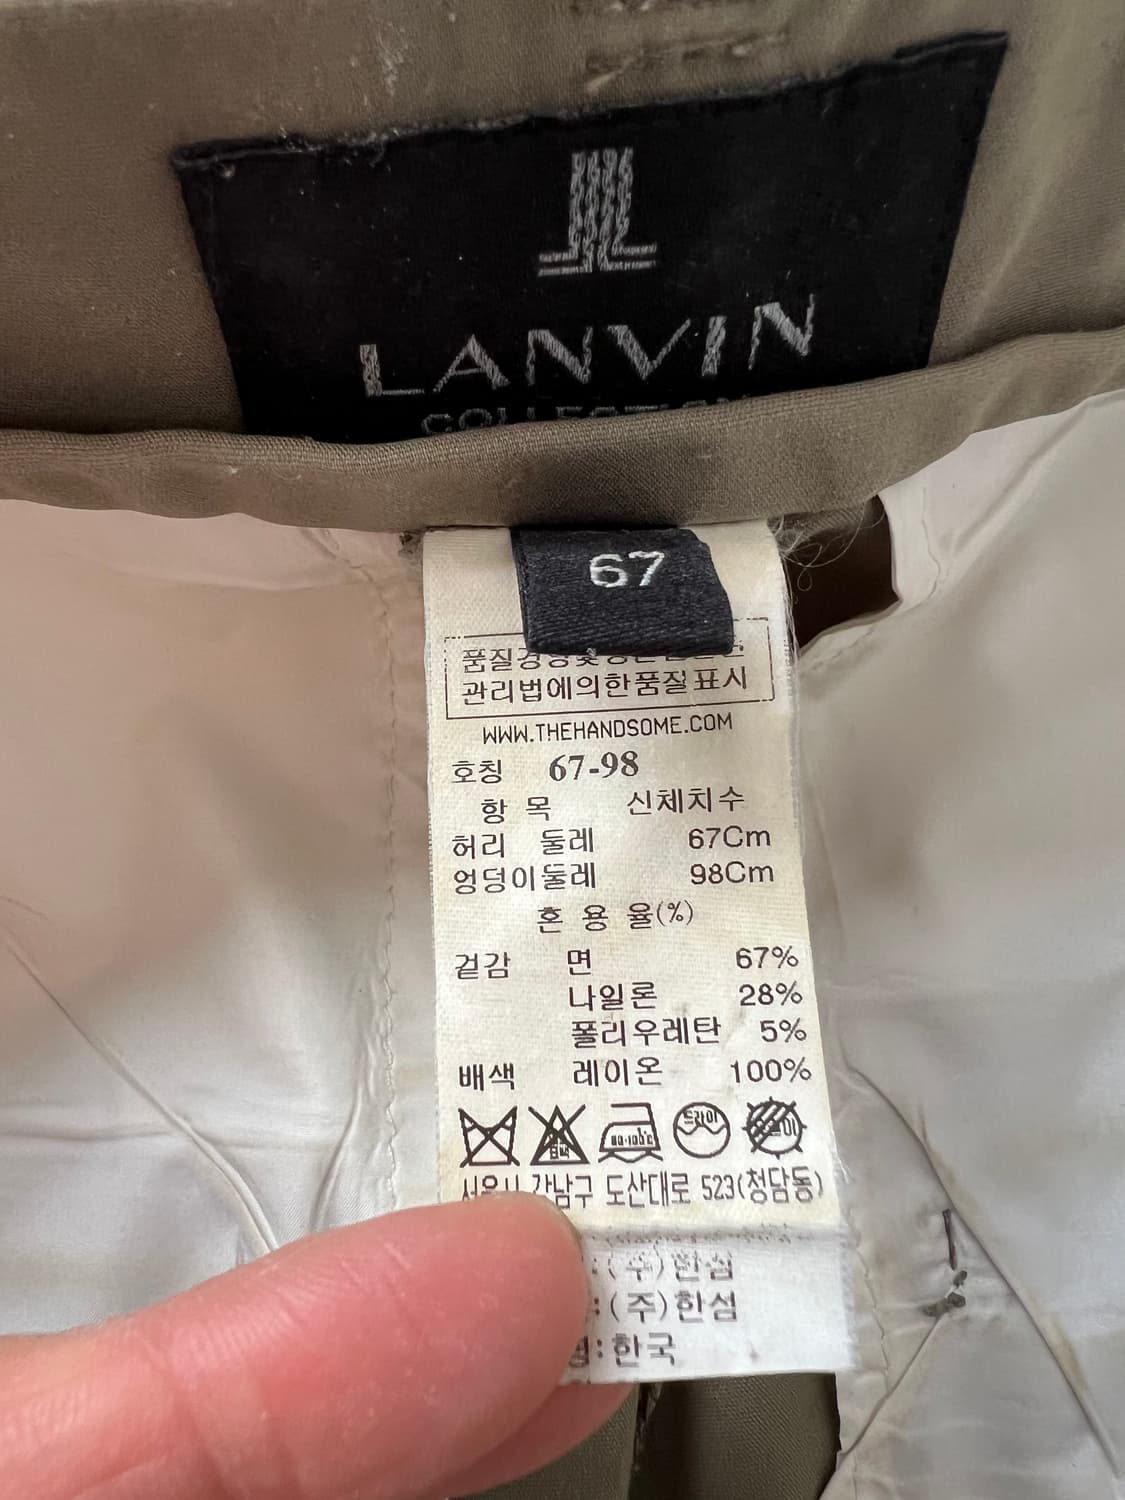 LANVIN
COLLECTION
67
관리법에의한품질표시
WWW.THEHANDSOME.COM
호칭 67-98
항 목 신체치수
허리 둘레 67Cm
엉덩이둘레 98Cm
혼 용 율(%)
겉감 면 67%
나일론 28%
폴리우레탄 5%
배색 레이온 100%
드라이
서울시 강남구 도산대로 523(청담동)
:(주)한섬
:(주)한섬
:한국